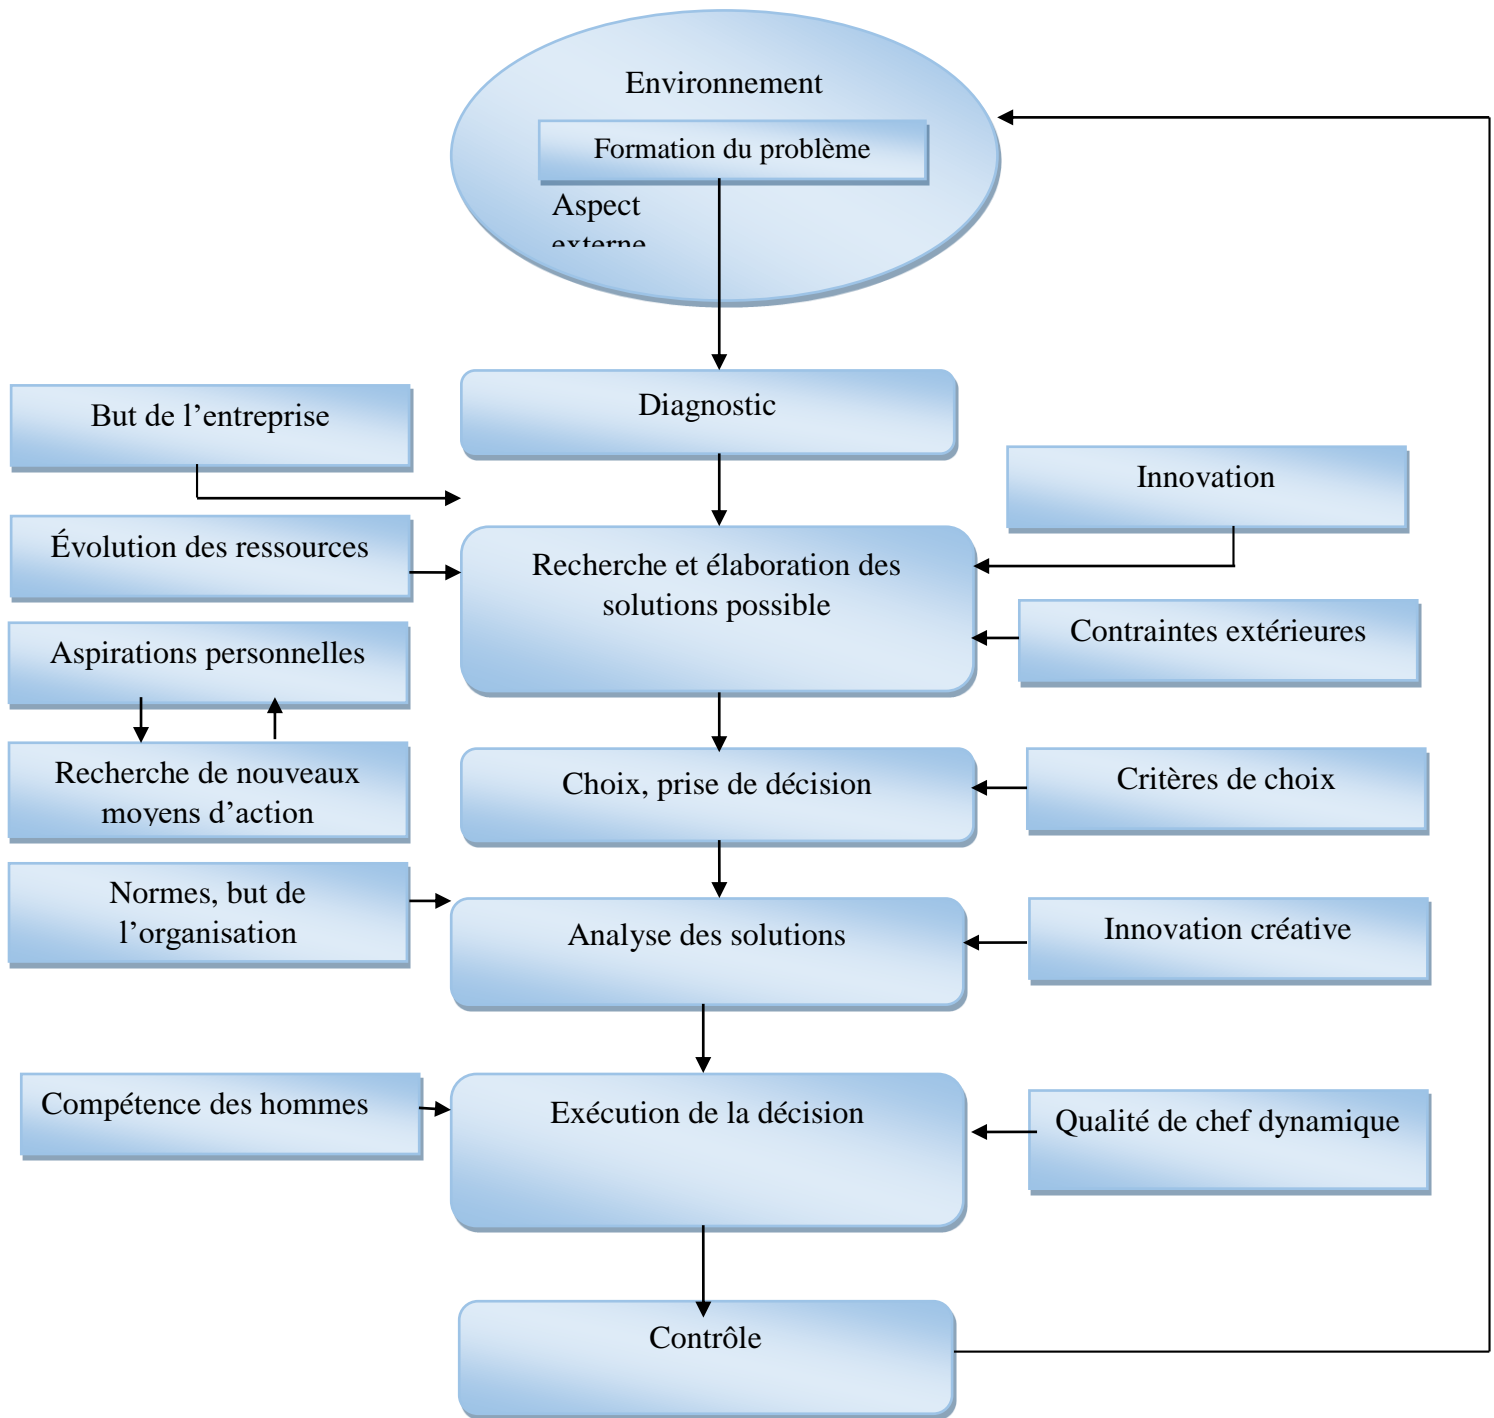 Environnement
Formation du problème
Aspect
externe
Diagnostic
But de l’entreprise
Innovation
Évolution des ressources
Recherche et élaboration des
solutions possible
Contraintes extérieures
Aspirations personnelles
Recherche de nouveaux
moyens d’action
Choix, prise de décision
Critères de choix
Normes, but de
l’organisation
Analyse des solutions
Innovation créative
Compétence des hommes
Exécution de la décision
Qualité de chef dynamique
Contrôle